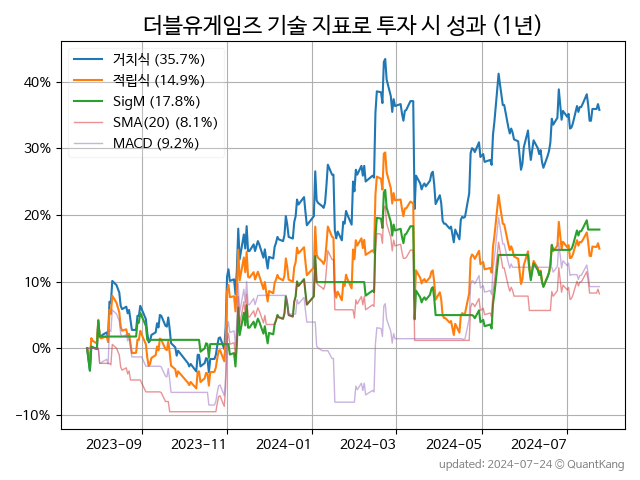 더블유게임즈 기술 지표로 투자 시 성과 (1년)
거치식 (35.7%)
적립식 (14.9%)
SigM (17.8%)
SMA(20) (8.1%)
MACD (9.2%)
40%
30%
20%
10%
0%
−10%
2023-09 2023-11 2024-01 2024-03 2024-05 2024-07
updated: 2024-07-24 © QuantKang